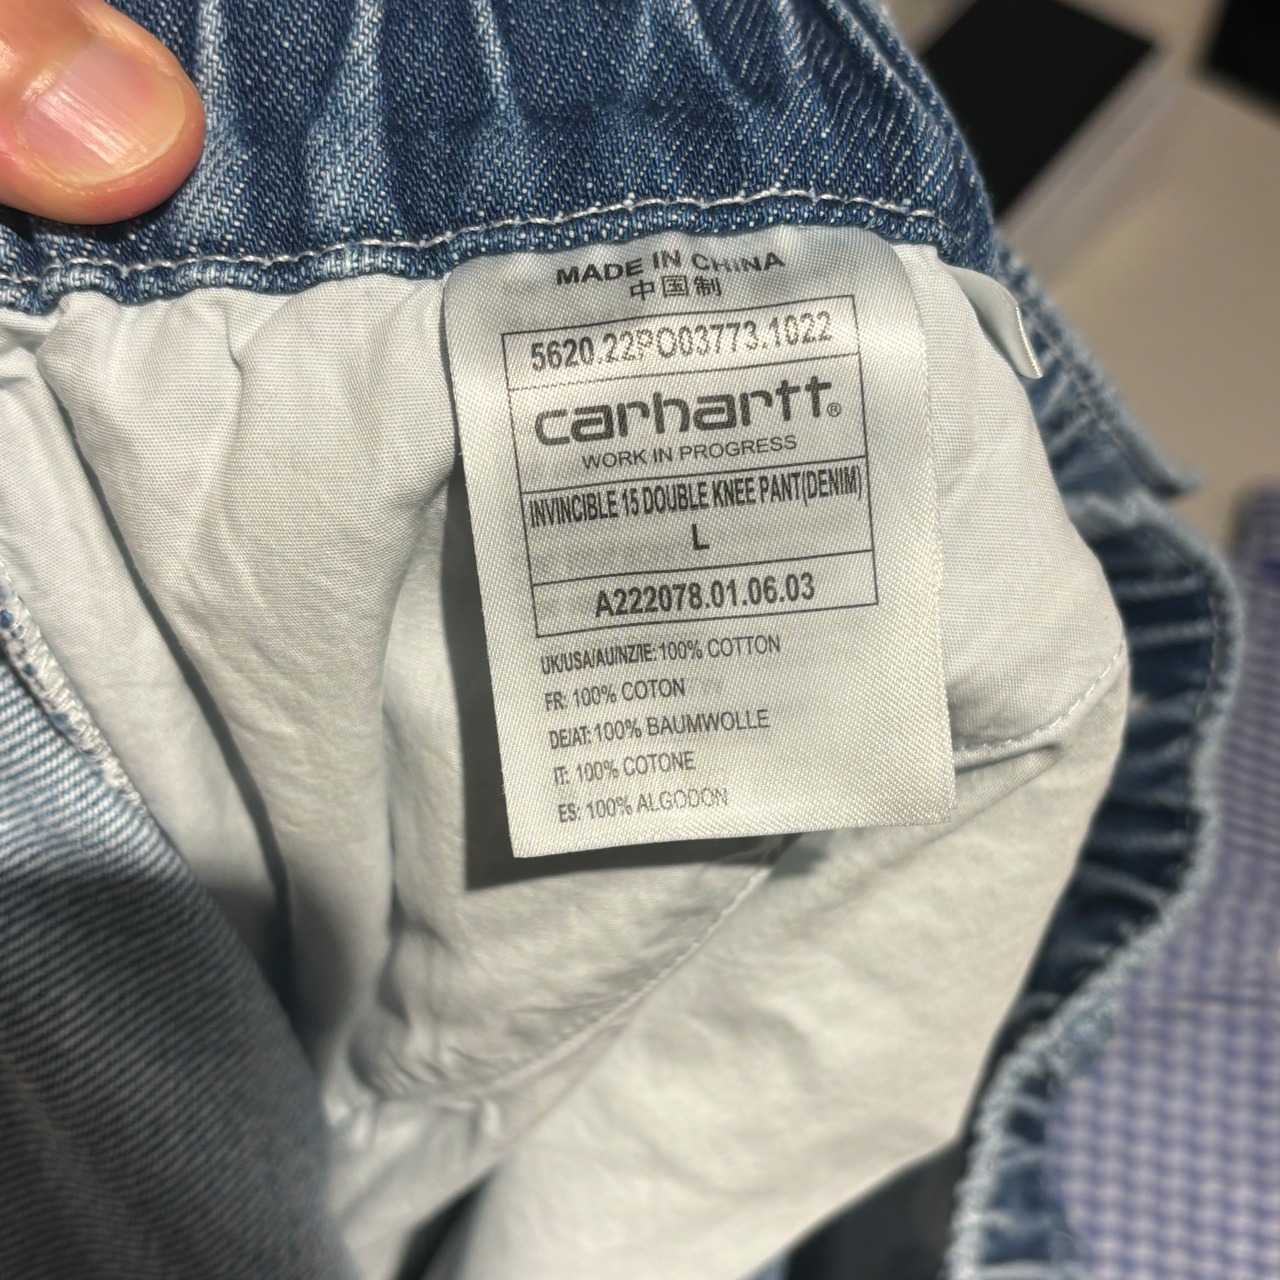 MADE IN CHINA
中国制
5620.22PO03773.1022
carhartt®
WORK IN PROGRESS
INVINCIBLE 15 DOUBLE KNEE PANT(DENIM)
L
A222078.01.06.03
UK/USA/AU/NZ/IE: 100% COTTON
FR: 100% COTON
DE/AT: 100% BAUMWOLLE
IT: 100% COTONE
ES: 100% ALGODON